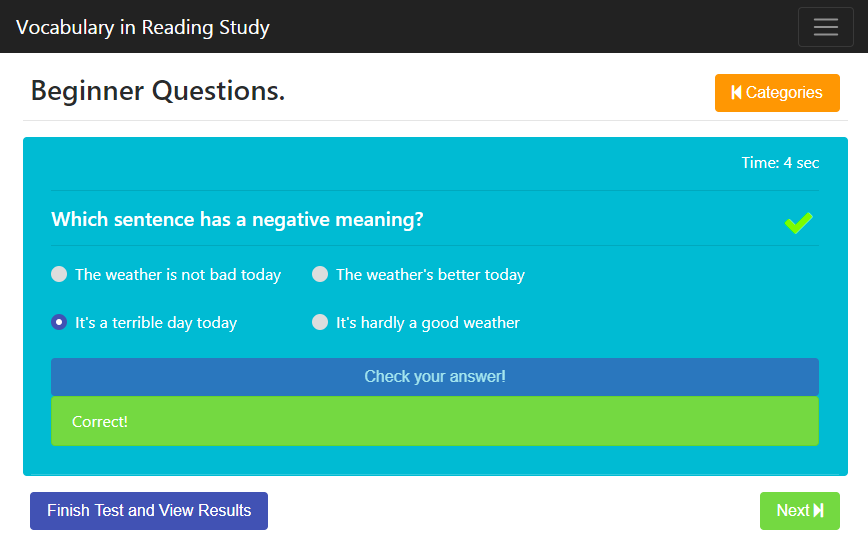 Vocabulary in Reading Study
Beginner Questions.
Categories
Time: 4 sec
Which sentence has a negative meaning?
The weather is not bad today
The weather's better today
It's a terrible day today
It's hardly a good weather
Check your answer!
Correct!
Finish Test and View Results
Next